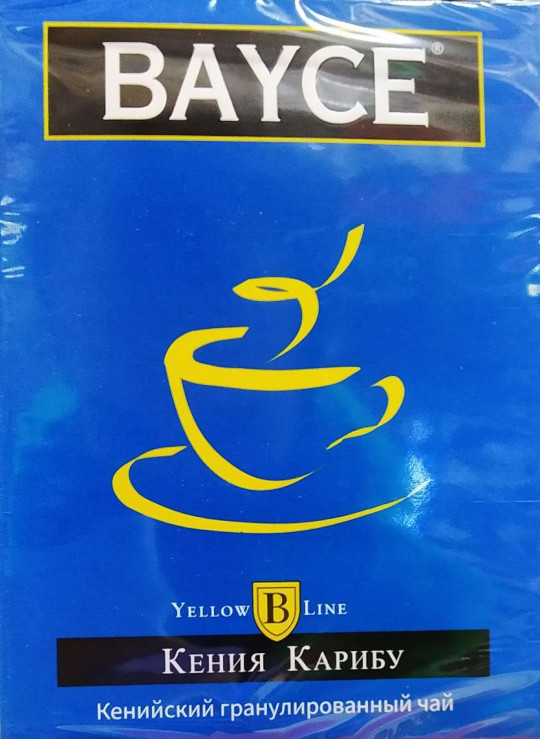 BAYCE®
YELLOW B LINE
КЕНИЯ КАРИБУ
Кенийский гранулированный чай